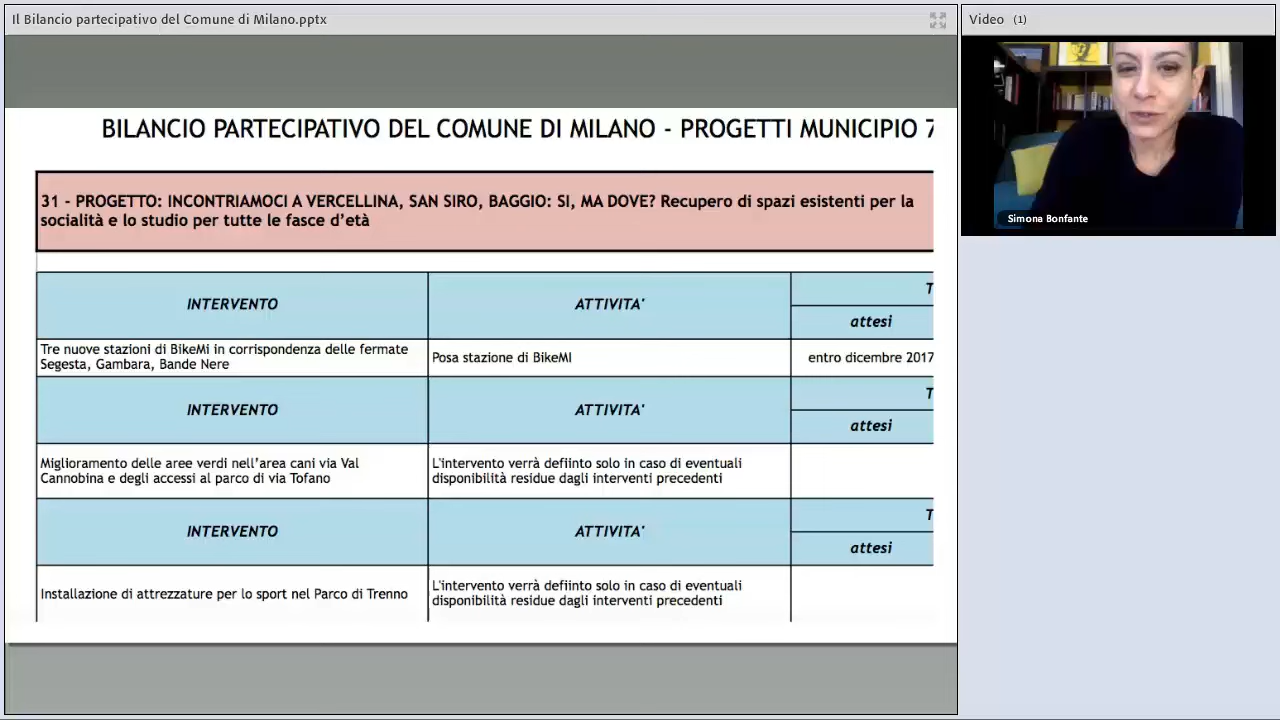 Il Bilancio partecipativo del Comune di Milano.pptx
Video (1)
Simona Bonfante
BILANCIO PARTECIPATIVO DEL COMUNE DI MILANO - PROGETTI MUNICIPIO 7
31 - PROGETTO: INCONTRIAMOCI A VERCELLINA, SAN SIRO, BAGGIO: SI, MA DOVE? Recupero di spazi esistenti per la
socialità e lo studio per tutte le fasce d'età
INTERVENTO
ATTIVITA'
T
attesi
Tre nuove stazioni di BikeMi in corrispondenza delle fermate
Segesta, Gambara, Bande Nere
Posa stazione di BikeMI
entro dicembre 2017
INTERVENTO
ATTIVITA'
T
attesi
Miglioramento delle aree verdi nell'area cani via Val
Cannobina e degli accessi al parco di via Tofano
L'intervento verrà defiinto solo in caso di eventuali
disponibilità residue dagli interventi precedenti
INTERVENTO
ATTIVITA'
T
attesi
Installazione di attrezzature per lo sport nel Parco di Trenno
L'intervento verrà defiinto solo in caso di eventuali
disponibilità residue dagli interventi precedenti